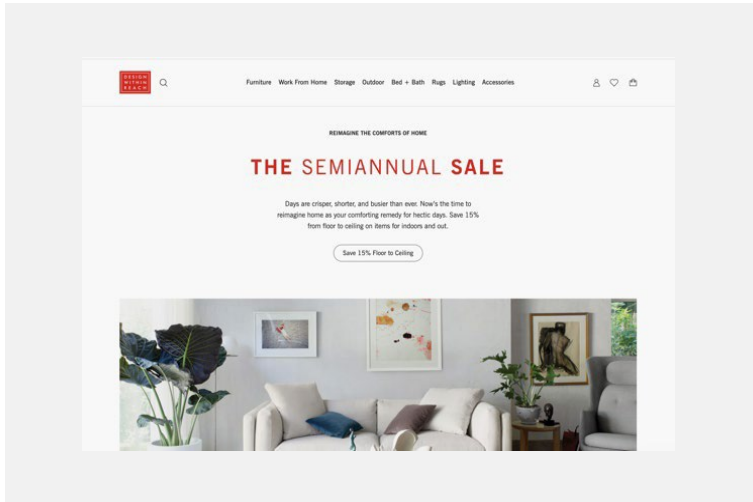 DESIGN
WITHIN
REACH
Furniture Work From Home Storage Outdoor Bed + Bath Rugs Lighting Accessories
REIMAGINE THE COMFORTS OF HOME
THE SEMIANNUAL SALE
Days are crisper, shorter, and busier than ever. Now's the time to
reimagine home as your comforting remedy for hectic days. Save 15%
from floor to ceiling on items for indoors and out.
Save 15% Floor to Ceiling